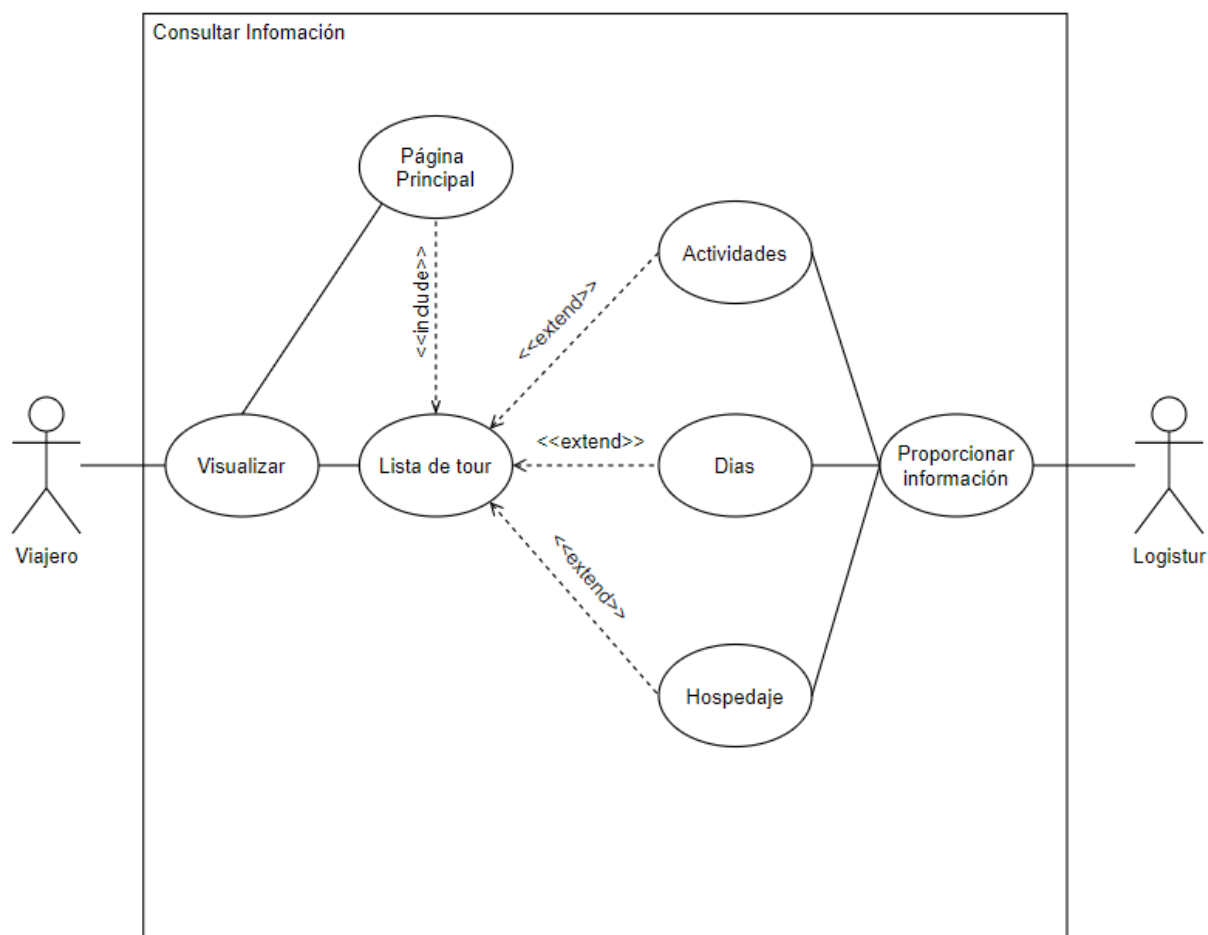 Consultar Infomación
Página
Principal
<<include>>
Actividades
<<extend>>
Viajero
Visualizar
Lista de tour
<<extend>>
Dias
Proporcionar
información
Logistur
<<extend>>
Hospedaje